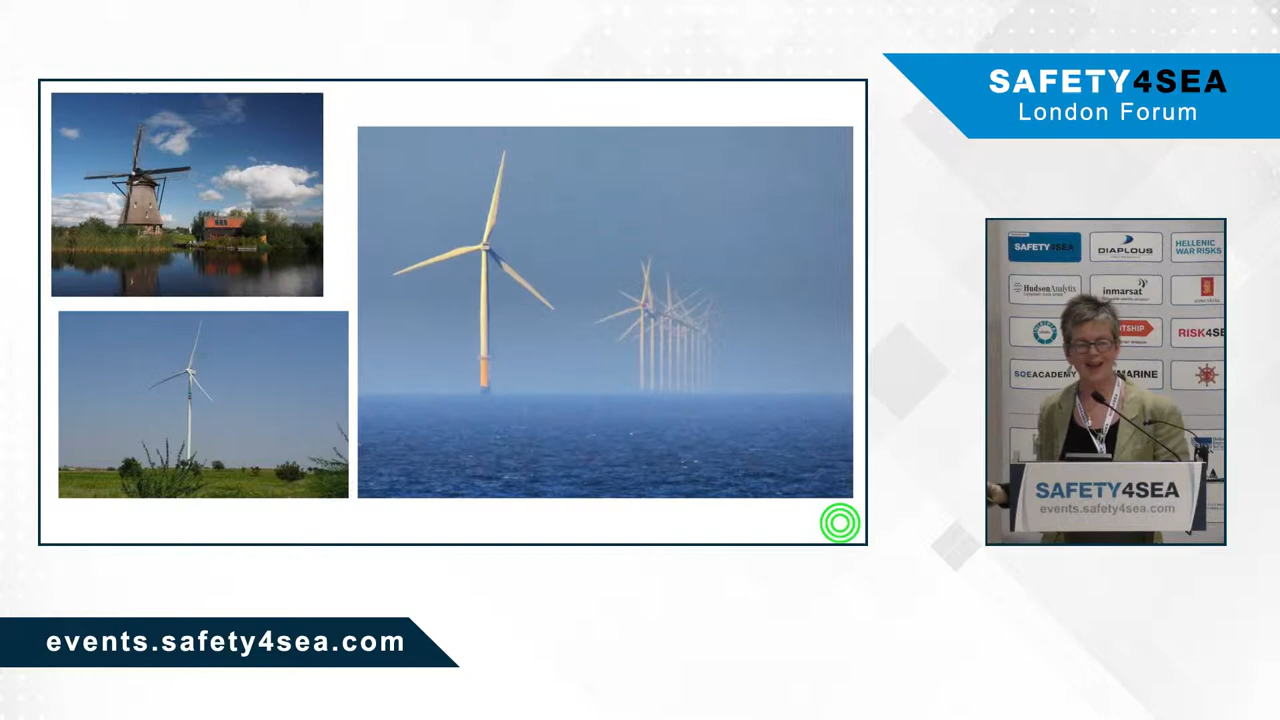 SAFETY4SEA
London Forum
SAFETY4SEA
DIAPLOUS
HELLENIC
WAR RISKS
HudsonAnalytix
inmarsat
TSHIP
RISK4SE
SQEACADEMY
MARINE
SAFETY4SEA
events.safety4sea.com
events.safety4sea.com